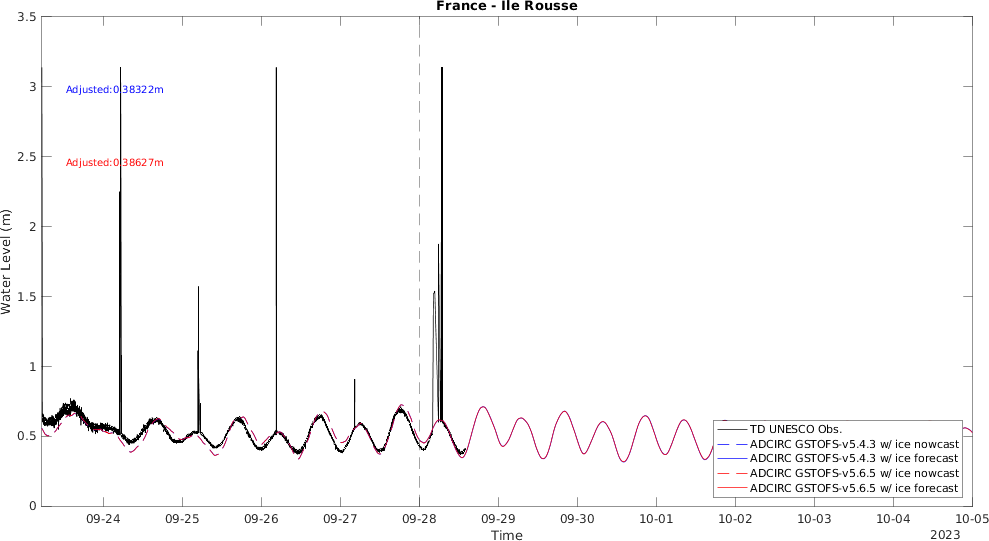 France - Ile Rousse
3.5
3
2.5
2
1.5
1
0.5
0
Water Level (m)
Adjusted:0.38322m
Adjusted:0.38627m
TD UNESCO Obs.
ADCIRC GSTOFS-v5.4.3 w/ ice nowcast
ADCIRC GSTOFS-v5.4.3 w/ ice forecast
ADCIRC GSTOFS-v5.6.5 w/ ice nowcast
ADCIRC GSTOFS-v5.6.5 w/ ice forecast
09-24 09-25 09-26 09-27 09-28 09-29 09-30 10-01 10-02 10-03 10-04 10-05
Time
2023